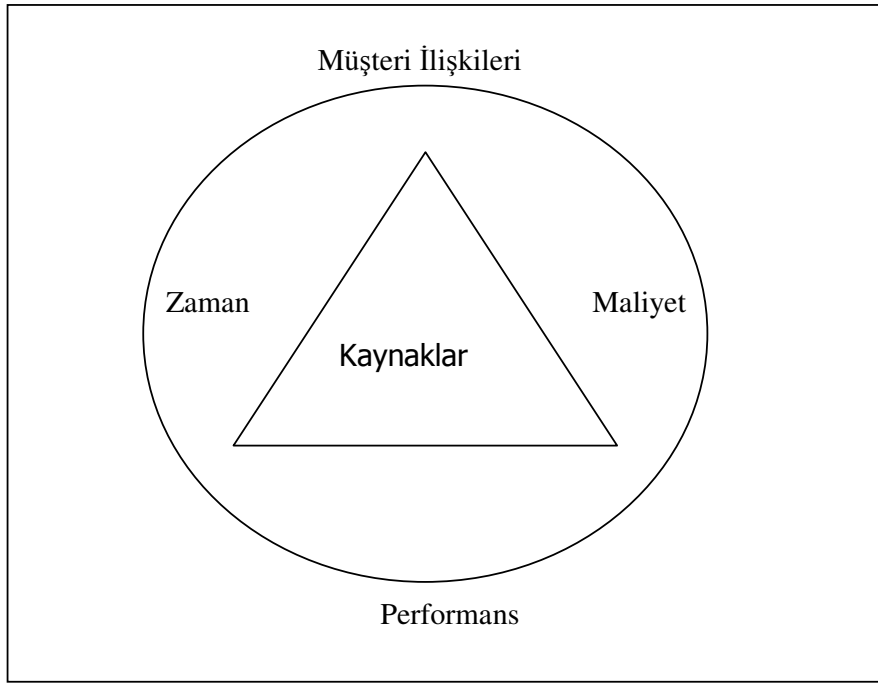 Müşteri İlişkileri
Zaman
Maliyet
Kaynaklar
Performans